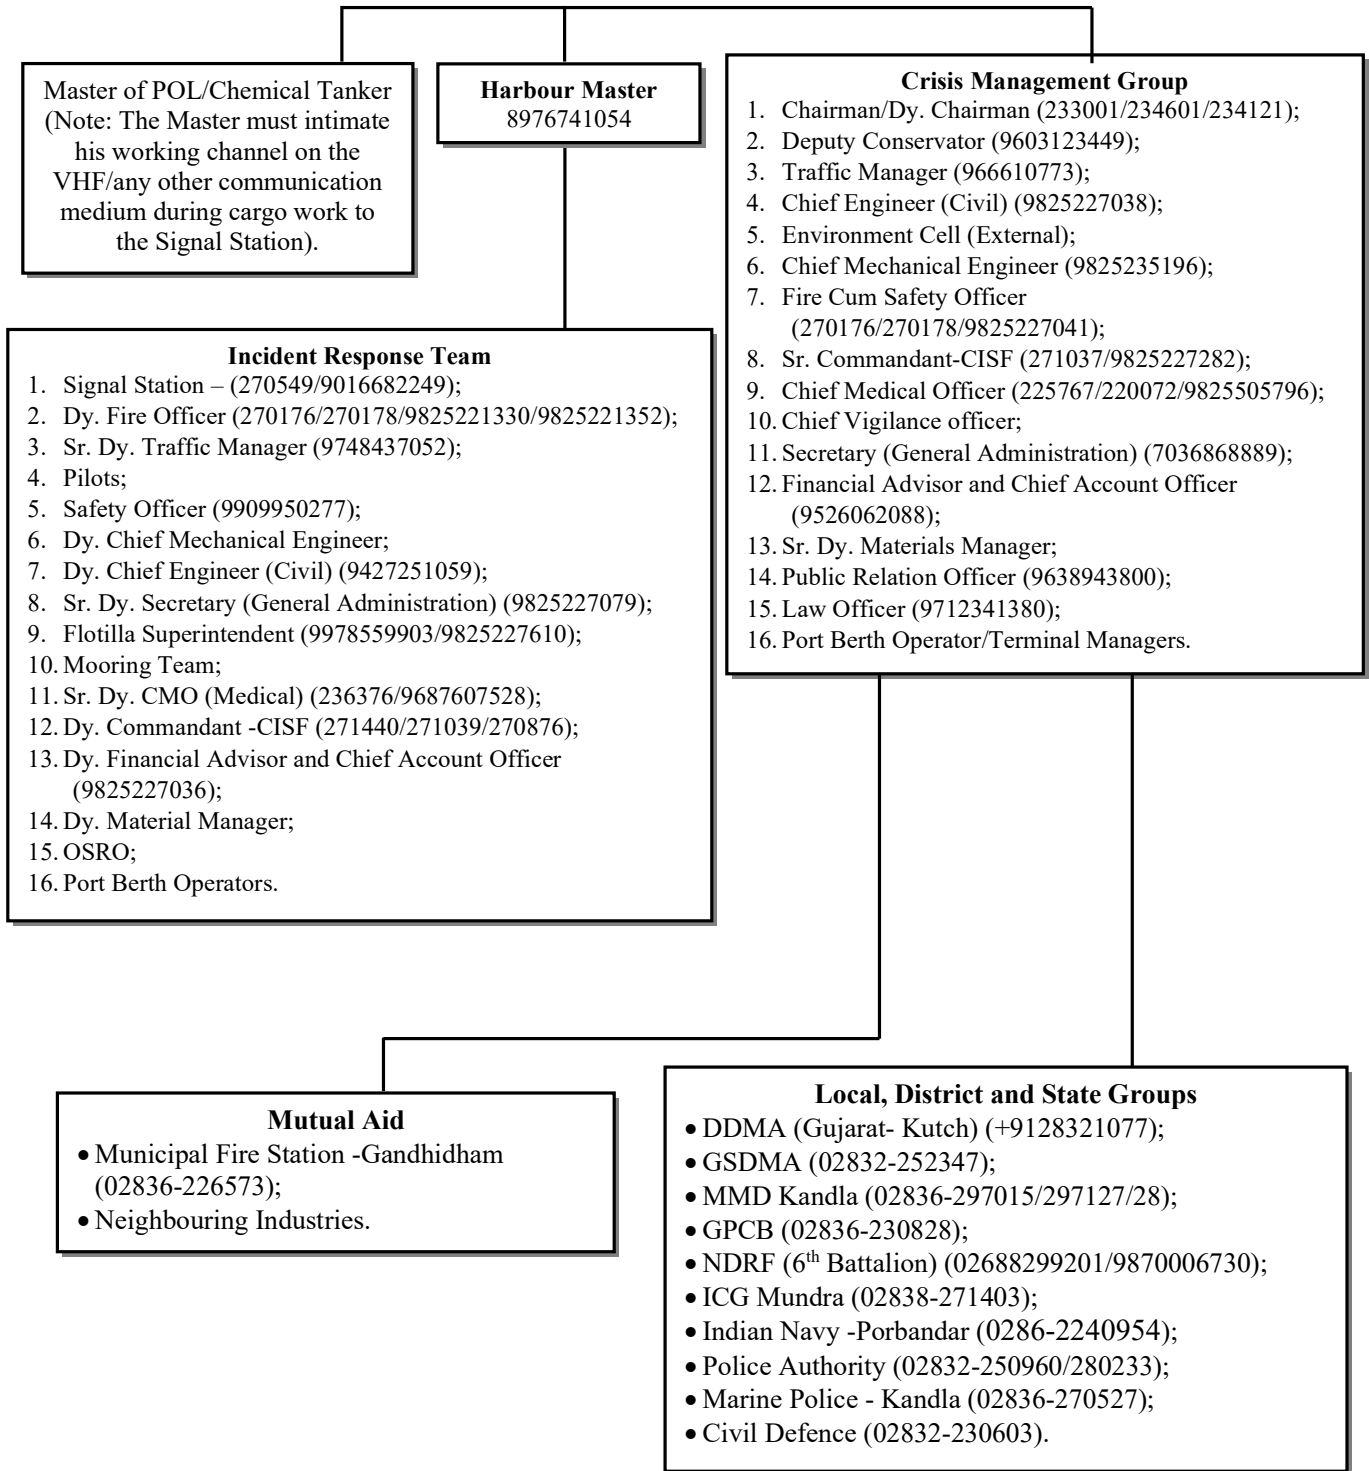 Master of POL/Chemical Tanker
(Note: The Master must intimate
his working channel on the
VHF/any other communication
medium during cargo work to
the Signal Station).
Harbour Master
8976741054
Crisis Management Group
1. Chairman/Dy. Chairman (233001/234601/234121);
2. Deputy Conservator (9603123449);
3. Traffic Manager (966610773);
4. Chief Engineer (Civil) (9825227038);
5. Environment Cell (External);
6. Chief Mechanical Engineer (9825235196);
7. Fire Cum Safety Officer
(270176/270178/9825227041);
8. Sr. Commandant-CISF (271037/9825227282);
9. Chief Medical Officer (225767/220072/9825505796);
10. Chief Vigilance officer;
11. Secretary (General Administration) (7036868889);
12. Financial Advisor and Chief Account Officer
(9526062088);
13. Sr. Dy. Materials Manager;
14. Public Relation Officer (9638943800);
15. Law Officer (9712341380);
16. Port Berth Operator/Terminal Managers.
Incident Response Team
1. Signal Station – (270549/9016682249);
2. Dy. Fire Officer (270176/270178/9825221330/9825221352);
3. Sr. Dy. Traffic Manager (9748437052);
4. Pilots;
5. Safety Officer (9909950277);
6. Dy. Chief Mechanical Engineer;
7. Dy. Chief Engineer (Civil) (9427251059);
8. Sr. Dy. Secretary (General Administration) (9825227079);
9. Flotilla Superintendent (9978559903/9825227610);
10. Mooring Team;
11. Sr. Dy. CMO (Medical) (236376/9687607528);
12. Dy. Commandant -CISF (271440/271039/270876);
13. Dy. Financial Advisor and Chief Account Officer
(9825227036);
14. Dy. Material Manager;
15. OSRO;
16. Port Berth Operators.
Mutual Aid
• Municipal Fire Station -Gandhidham
(02836-226573);
• Neighbouring Industries.
Local, District and State Groups
• DDMA (Gujarat- Kutch) (+9128321077);
• GSDMA (02832-252347);
• MMD Kandla (02836-297015/297127/28);
• GPCB (02836-230828);
• NDRF (6th Battalion) (02688299201/9870006730);
• ICG Mundra (02838-271403);
• Indian Navy -Porbandar (0286-2240954);
• Police Authority (02832-250960/280233);
• Marine Police - Kandla (02836-270527);
• Civil Defence (02832-230603).